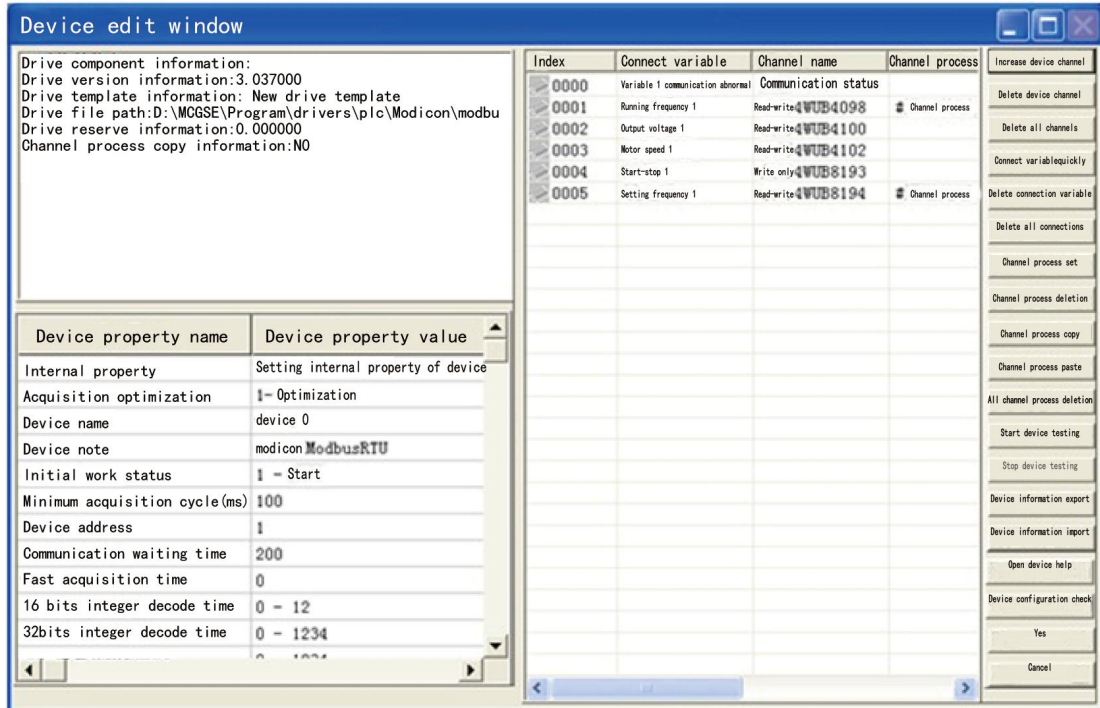 Device edit window
Drive component information:
Drive version information:3.037000
Drive template information: New drive template
Drive file path:D:\MCGSE\Program\drivers\plc\Modicon\modbu
Drive reserve information:0.000000
Channel process copy information:NO
Device property name Device property value
Internal property Setting internal property of device
Acquisition optimization 1- Optimization
Device name device 0
Device note modicon ModbusRTU
Initial work status 1 - Start
Minimum acquisition cycle(ms) 100
Device address 1
Communication waiting time 200
Fast acquisition time 0
16 bits integer decode time 0 - 12
32bits integer decode time 0 - 1234
Index Connect variable Channel name Channel process
0000 Variable 1 communication abnormal Communication status
0001 Running frequency 1 Read-write4WUB4098 # Channel process
0002 Output voltage 1 Read-write4WUB4100
0003 Motor speed 1 Read-write4WUB4102
0004 Start-stop 1 Write only4WUB8193
0005 Setting frequency 1 Read-write4WUB8194 # Channel process
Increase device channel
Delete device channel
Delete all channels
Connect variablequickly
Delete connection variable
Delete all connections
Channel process set
Channel process deletion
Channel process copy
Channel process paste
All channel process deletion
Start device testing
Stop device testing
Device information export
Device information import
Open device help
Device configuration check
Yes
Cancel